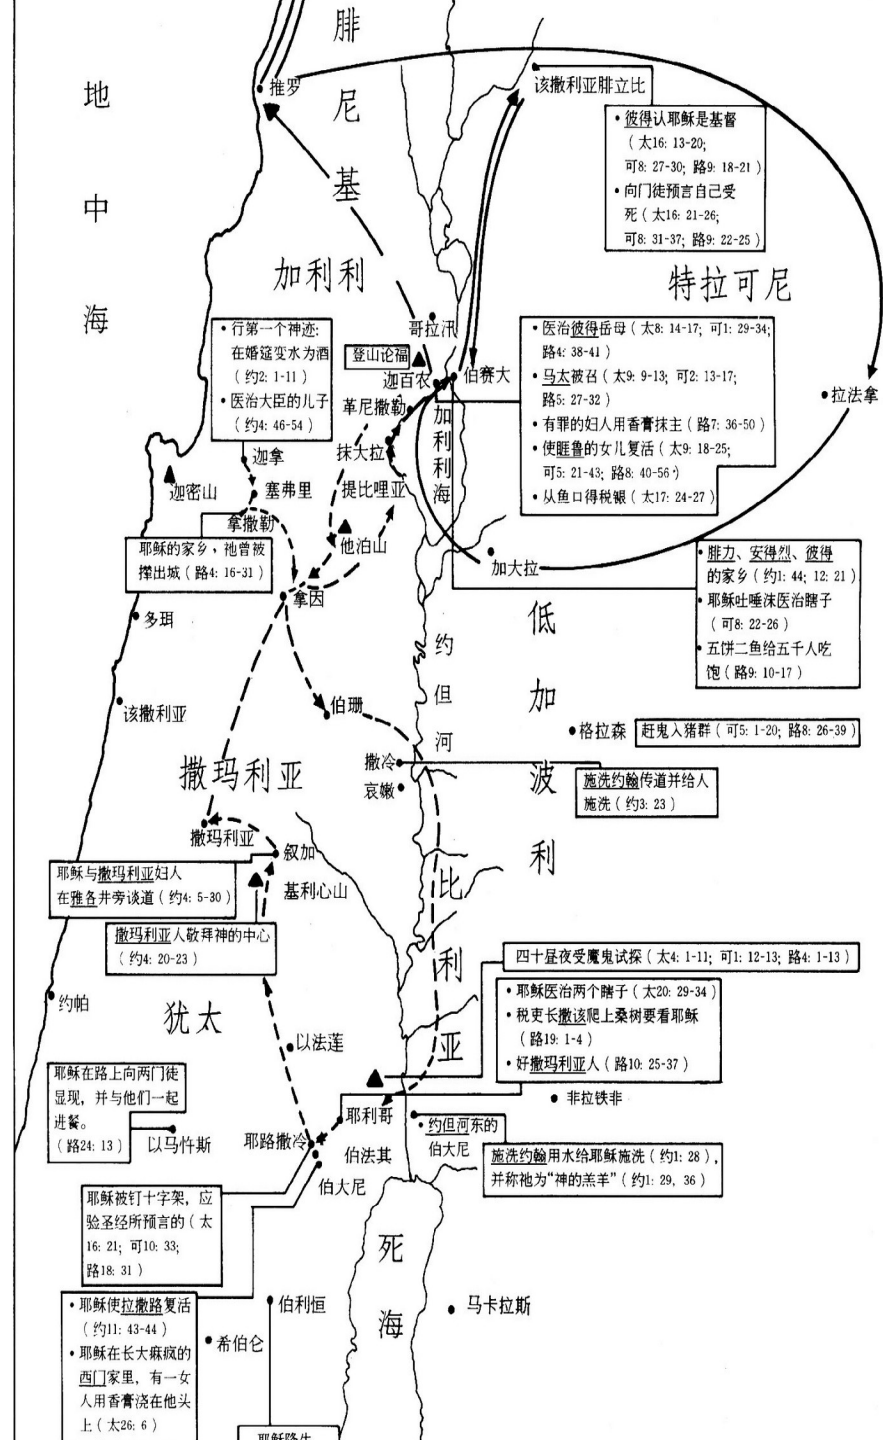 腓尼基
地中海
推罗
该撒利亚腓立比
• 彼得认耶稣是基督
（太16: 13-20;
可8: 27-30; 路9: 18-21）
• 向门徒预言自己受
死（太16: 21-26;
可8: 31-37; 路9: 22-25）
加利利
特拉可尼
哥拉汛
• 行第一个神迹:
在婚筵变水为酒
（约2: 1-11）
• 医治大臣的儿子
（约4: 46-54）
登山论福
迦百农
伯赛大
• 医治彼得岳母（太8: 14-17; 可1: 29-34;
路4: 38-41）
• 马太被召（太9: 9-13; 可2: 13-17;
路5: 27-32）
• 有罪的妇人用香膏抹主（路7: 36-50）
• 使睚鲁的女儿复活（太9: 18-25;
可5: 21-43; 路8: 40-56）
• 从鱼口得税银（太17: 24-27）
拉法拿
革尼撒勒
加利利海
抹大拉
迦拿
提比哩亚
迦密山
塞弗里
拿撒勒
他泊山
耶稣的家乡，祂曾被
撵出城（路4: 16-31）
加大拉
• 腓力、安得烈、彼得
的家乡（约1: 44; 12: 21）
• 耶稣吐唾沫医治瞎子
（可8: 22-26）
• 五饼二鱼给五千人吃
饱（路9: 10-17）
拿因
多珥
低加波利
约但河
该撒利亚
伯珊
格拉森
赶鬼入猪群（可5: 1-20; 路8: 26-39）
撒冷
撒玛利亚
哀嫩
施洗约翰传道并给人
施洗（约3: 23）
撒玛利亚
叙加
耶稣与撒玛利亚妇人
在雅各井旁谈道（约4: 5-30）
基利心山
比利亚
撒玛利亚人敬拜神的中心
（约4: 20-23）
四十昼夜受魔鬼试探（太4: 1-11; 可1: 12-13; 路4: 1-13）
约帕
犹太
• 耶稣医治两个瞎子（太20: 29-34）
• 税吏长撒该爬上桑树要看耶稣
（路19: 1-4）
• 好撒玛利亚人（路10: 25-37）
以法莲
耶稣在路上向两门徒
显现，并与他们一起
进餐。
（路24: 13）
以马忤斯
非拉铁非
耶利哥
约但河东的
伯大尼
耶路撒冷
伯法其
施洗约翰用水给耶稣施洗（约1: 28），
并称祂为“神的羔羊”（约1: 29, 36）
伯大尼
耶稣被钉十字架，应
验圣经所预言的（太
16: 21; 可10: 33;
路18: 31）
死海
• 耶稣使拉撒路复活
（约11: 43-44）
• 耶稣在长大麻疯的
西门家里，有一女
人用香膏浇在他头
上（太26: 6）
伯利恒
马卡拉斯
希伯仑
耶稣降生